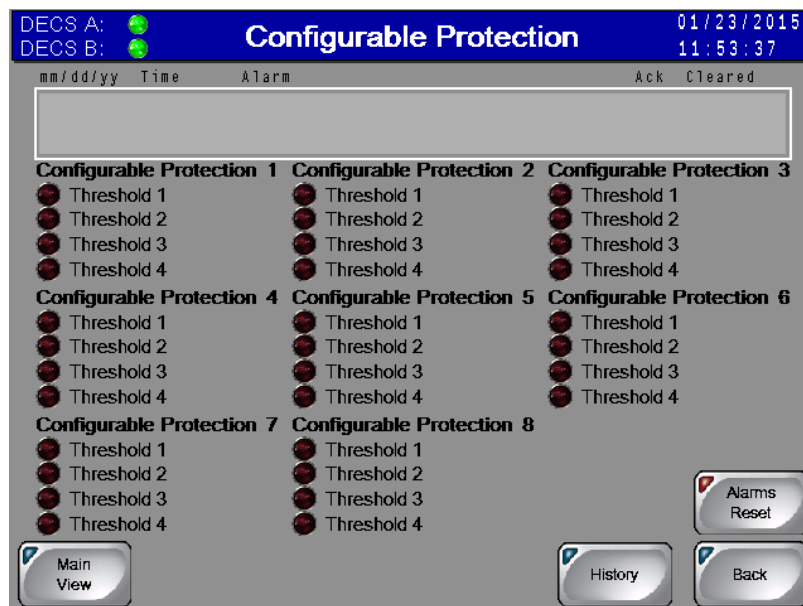 DECS A:
DECS B:
Configurable Protection
01/23/2015
11:53:37
mm/dd/yy Time Alarm Ack Cleared
Configurable Protection 1 Configurable Protection 2 Configurable Protection 3
Threshold 1 Threshold 1 Threshold 1
Threshold 2 Threshold 2 Threshold 2
Threshold 3 Threshold 3 Threshold 3
Threshold 4 Threshold 4 Threshold 4
Configurable Protection 4 Configurable Protection 5 Configurable Protection 6
Threshold 1 Threshold 1 Threshold 1
Threshold 2 Threshold 2 Threshold 2
Threshold 3 Threshold 3 Threshold 3
Threshold 4 Threshold 4 Threshold 4
Configurable Protection 7 Configurable Protection 8
Threshold 1 Threshold 1
Threshold 2 Threshold 2
Threshold 3 Threshold 3
Threshold 4 Threshold 4
Alarms
Reset
Main
View
History
Back